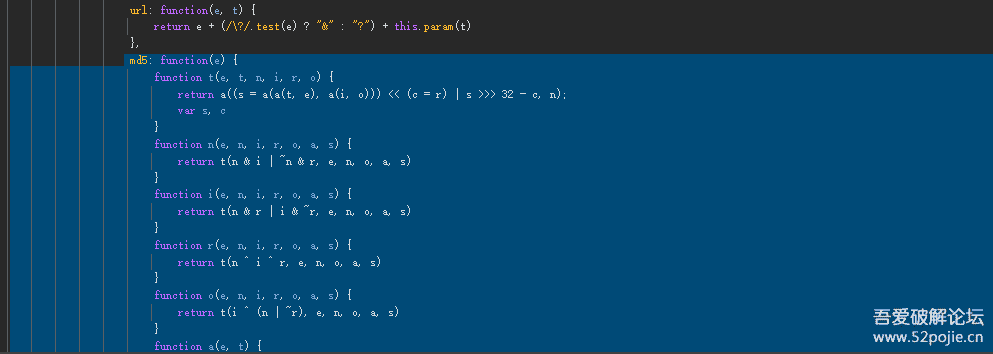 url: function(e, t) {
return e + (/\?/.test(e) ? "&" : "?") + this.param(t)
},
md5: function(e) {
function t(e, t, n, i, r, o) {
return a((s = a(a(t, e), a(i, o))) << (c = r) | s >>> 32 - c, n);
var s, c
}
function n(e, n, i, r, o, a, s) {
return t(n & i | ~n & r, e, n, o, a, s)
}
function i(e, n, i, r, o, a, s) {
return t(n & r | i & ~r, e, n, o, a, s)
}
function r(e, n, i, r, o, a, s) {
return t(n ^ i ^ r, e, n, o, a, s)
}
function o(e, n, i, r, o, a, s) {
return t(i ^ (n | ~r), e, n, o, a, s)
}
function a(e, t) {
吾爱破解论坛
www.52pojie.cn